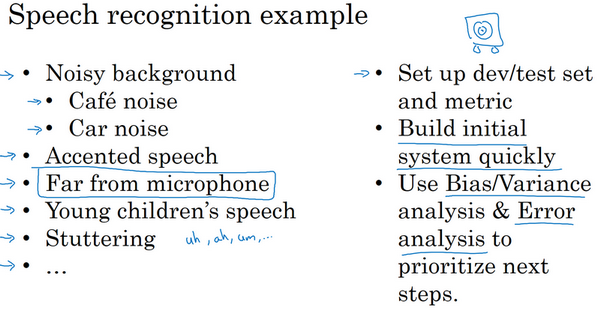 Speech recognition example
• Noisy background
• Café noise
• Car noise
• Accented speech
• Far from microphone
• Young children's speech
• Stuttering uh, ah, um, ...
• ...
• Set up dev/test set
and metric
• Build initial
system quickly
• Use Bias/Variance
analysis & Error
analysis to
prioritize next
steps.